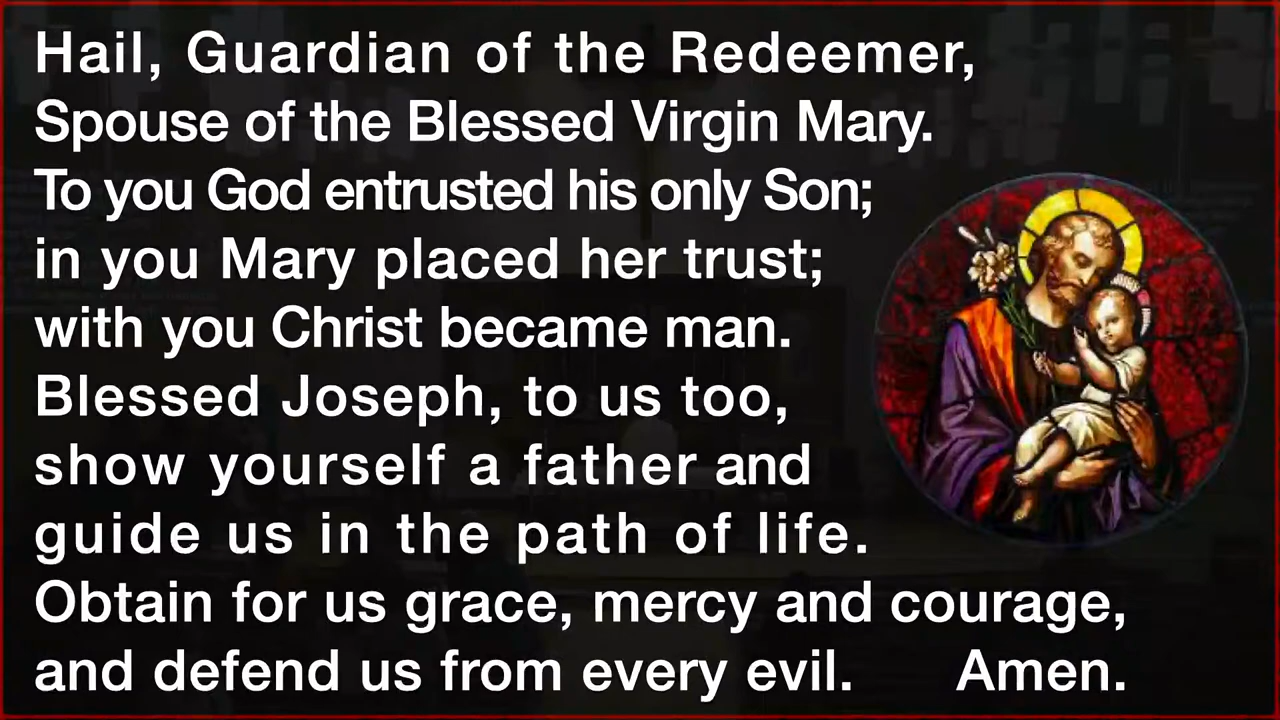 Hail, Guardian of the Redeemer,
Spouse of the Blessed Virgin Mary.
To you God entrusted his only Son;
in you Mary placed her trust;
with you Christ became man.
Blessed Joseph, to us too,
show yourself a father and
guide us in the path of life.
Obtain for us grace, mercy and courage,
and defend us from every evil. Amen.